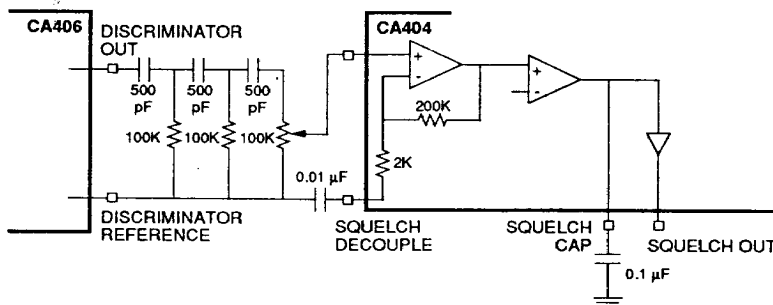 CA406
DISCRIMINATOR
OUT
500
pF
500
pF
500
pF
100K
100K
100K
0.01 µF
DISCRIMINATOR
REFERENCE
CA404
+
-
200K
2K
+
-
SQUELCH
DECOUPLE
SQUELCH
CAP
SQUELCH OUT
0.1 µF